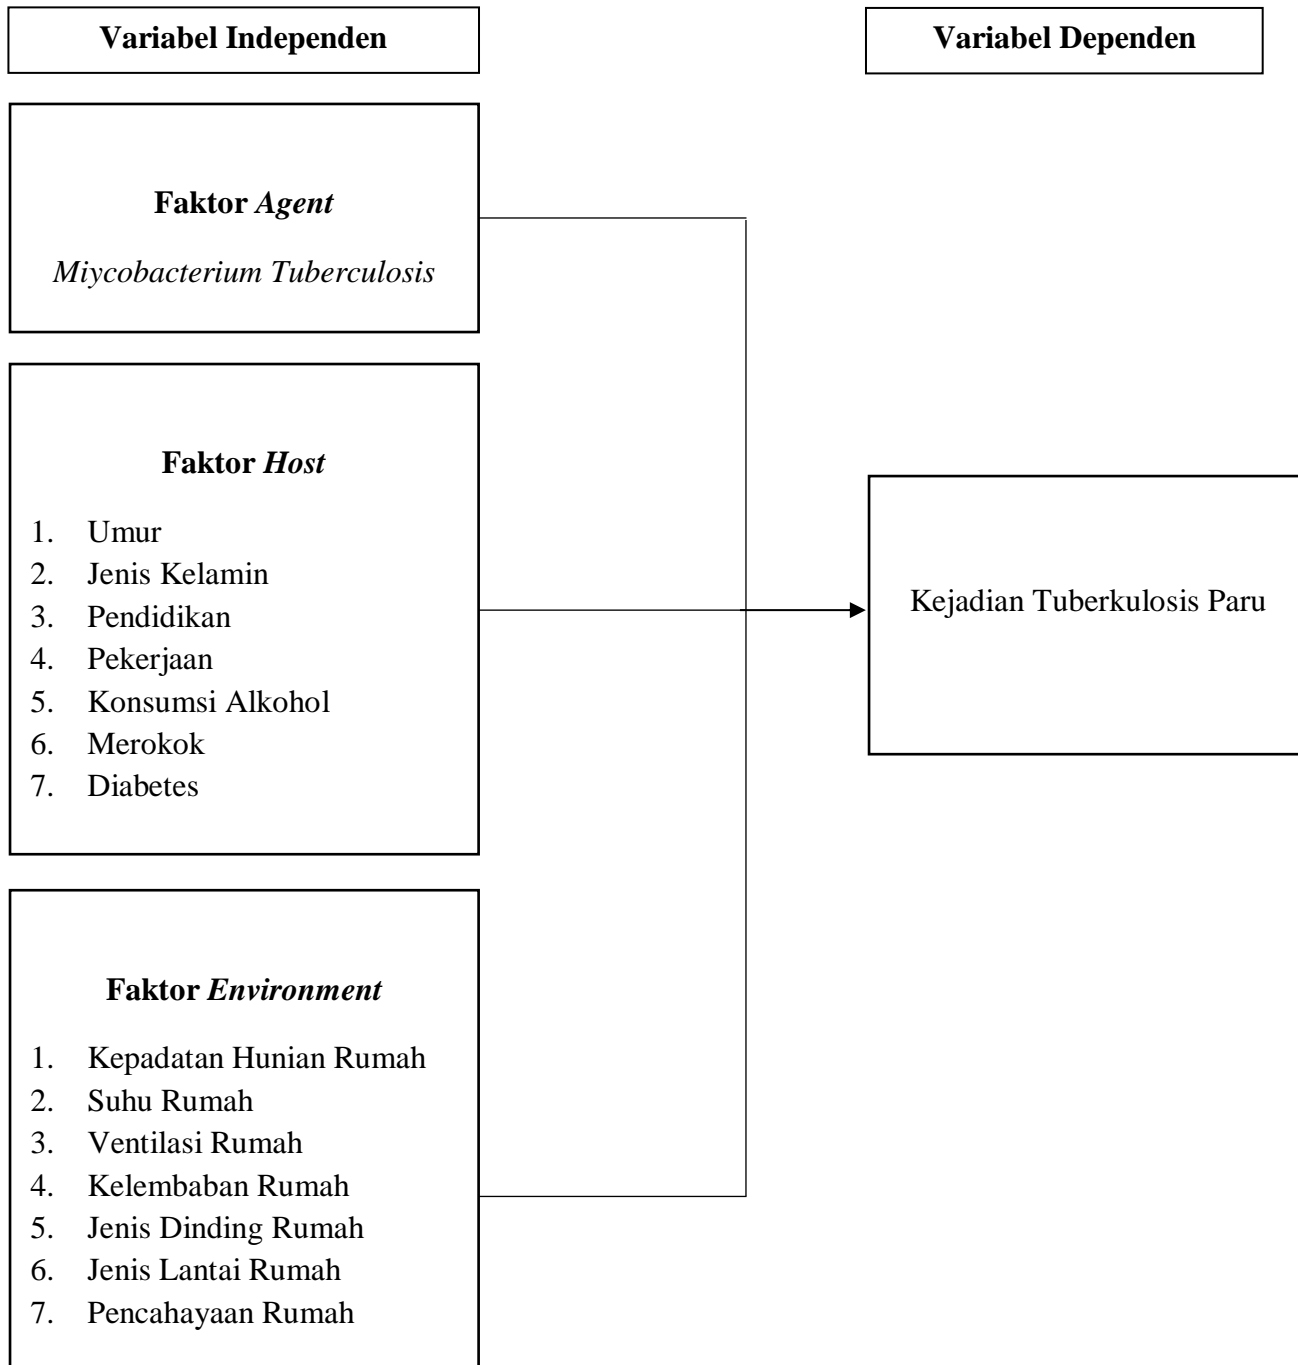 Variabel Independen
Variabel Dependen
Faktor Agent
Miycobacterium Tuberculosis
Faktor Host
1. Umur
2. Jenis Kelamin
3. Pendidikan
4. Pekerjaan
5. Konsumsi Alkohol
6. Merokok
7. Diabetes
Kejadian Tuberkulosis Paru
Faktor Environment
1. Kepadatan Hunian Rumah
2. Suhu Rumah
3. Ventilasi Rumah
4. Kelembaban Rumah
5. Jenis Dinding Rumah
6. Jenis Lantai Rumah
7. Pencahayaan Rumah